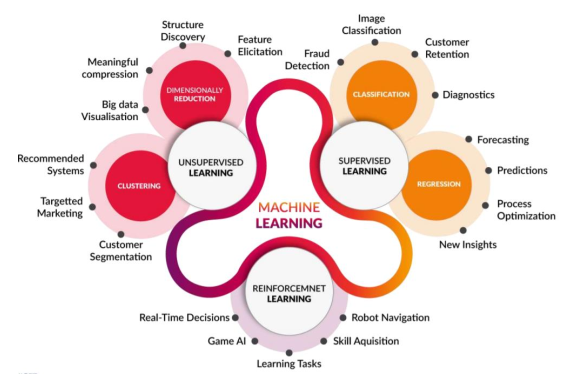 Structure
Discovery
Feature
Elicitation
Meaningful
compression
Big data
Visualisation
DIMENSIONALLY
REDUCTION
UNSUPERVISED
LEARNING
Recommended
Systems
Targetted
Marketing
Customer
Segmentation
CLUSTERING
MACHINE
LEARNING
Image
Classification
Fraud
Detection
Customer
Retention
Diagnostics
CLASSIFICATION
SUPERVISED
LEARNING
Forecasting
Predictions
Process
Optimization
New Insights
REGRESSION
REINFORCEMNET
LEARNING
Real-Time Decisions
Game AI
Learning Tasks
Skill Aquisition
Robot Navigation